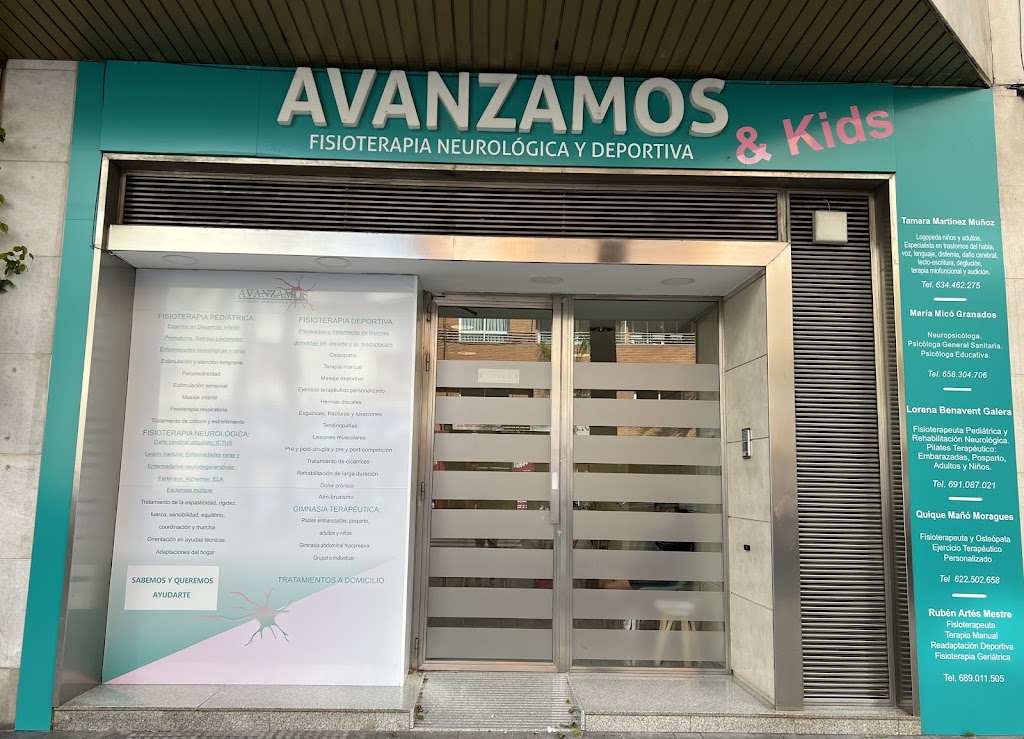 AVANZAMOS
& Kids
FISIOTERAPIA NEUROLÓGICA Y DEPORTIVA
AVANZAMOS
FISIOTERAPIA PEDIÁTRICA:
Expertos en Desarrollo infantil
Prematuros, Retraso psicomotor,
Enfermedades neurológicas y raras
Estimulación y atención temprana
Psicomotricidad
Estimulación sensorial
Masaje infantil
Fisioterapia respiratoria
Tratamiento de cólicos y estreñimiento
FISIOTERAPIA NEUROLÓGICA:
Daño cerebral adquirido, ICTUS
Lesión medular, Enfermedades raras y
Enfermedades neurodegenerativas,
Parkinson, Alzheimer, ELA
Esclerosis múltiple
Tratamiento de la espasticidad, rigidez,
fuerza, sensibilidad, equilibrio,
coordinación y marcha
Orientación en ayudas técnicas
Adaptaciones del hogar
SABEMOS Y QUEREMOS
AYUDARTE
FISIOTERAPIA DEPORTIVA:
Prevención y tratamiento de lesiones
derivadas del deporte y su readaptación
Osteopatía
Terapia manual
Masaje deportivo
Ejercicio terapéutico personalizado
Hernias discales
Esguinces, fracturas y luxaciones
Tendinopatías
Lesiones musculares
Pre y post-cirugía y pre y post-competición
Tratamiento de cicatrices
Rehabilitación de larga duración
Dolor crónico
Atm-bruxismo
GIMNASIA TERAPÉUTICA:
Pilates embarazadas, posparto,
adultos y niños
Gimnasia abdominal hipopresiva
Grupal o Individual
TRATAMIENTOS A DOMICILIO
Tamara Martínez Muñoz
Logopeda niños y adultos.
Especialista en trastornos del habla,
voz, lenguaje, disfemia, daño cerebral,
lecto-escritura, deglución,
terapia miofuncional y audición.
Tel. 634.462.275
María Micó Granados
Neuropsicóloga.
Psicóloga General Sanitaria.
Psicóloga Educativa.
Tel. 658.304.706
Lorena Benavent Galera
Fisioterapeuta Pediátrica y
Rehabilitación Neurológica.
Pilates Terapéutico:
Embarazadas, Posparto,
Adultos y Niños.
Tel. 691.087.021
Quique Mañó Moragues
Fisioterapeuta y Osteópata
Ejercicio Terapéutico
Personalizado
Tel 622.502.658
Rubén Artés Mestre
Fisioterapeuta
Terapia Manual
Readaptación Deportiva
Fisioterapia Geriátrica
Tel. 689.011.505